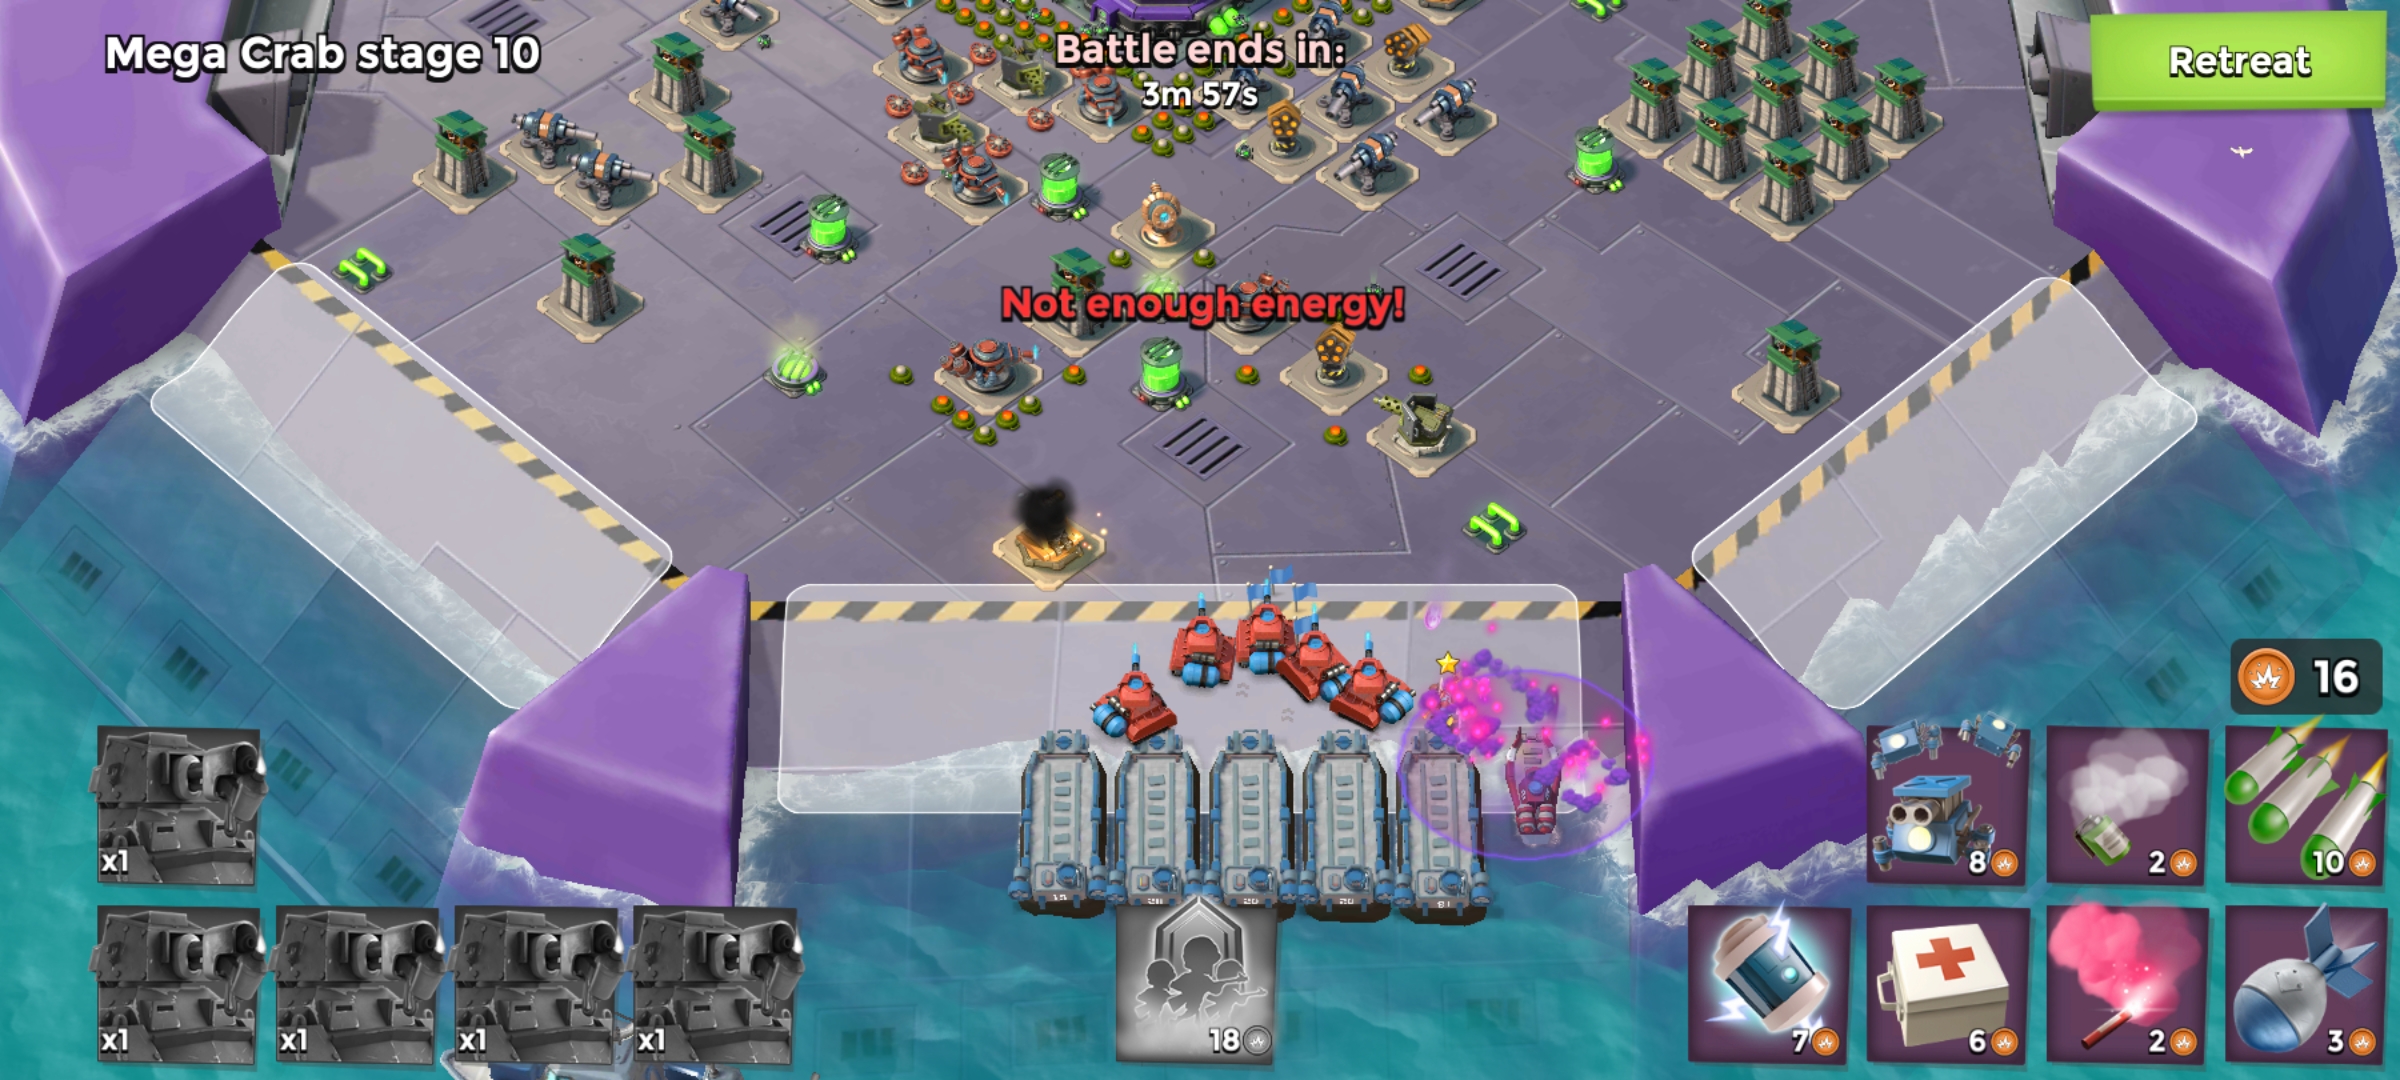 Mega Crab stage 10
Battle ends in:
3m 57s
Retreat
Not enough energy!
16
x1
8
2
10
x1
x1
x1
x1
18
7
6
2
3